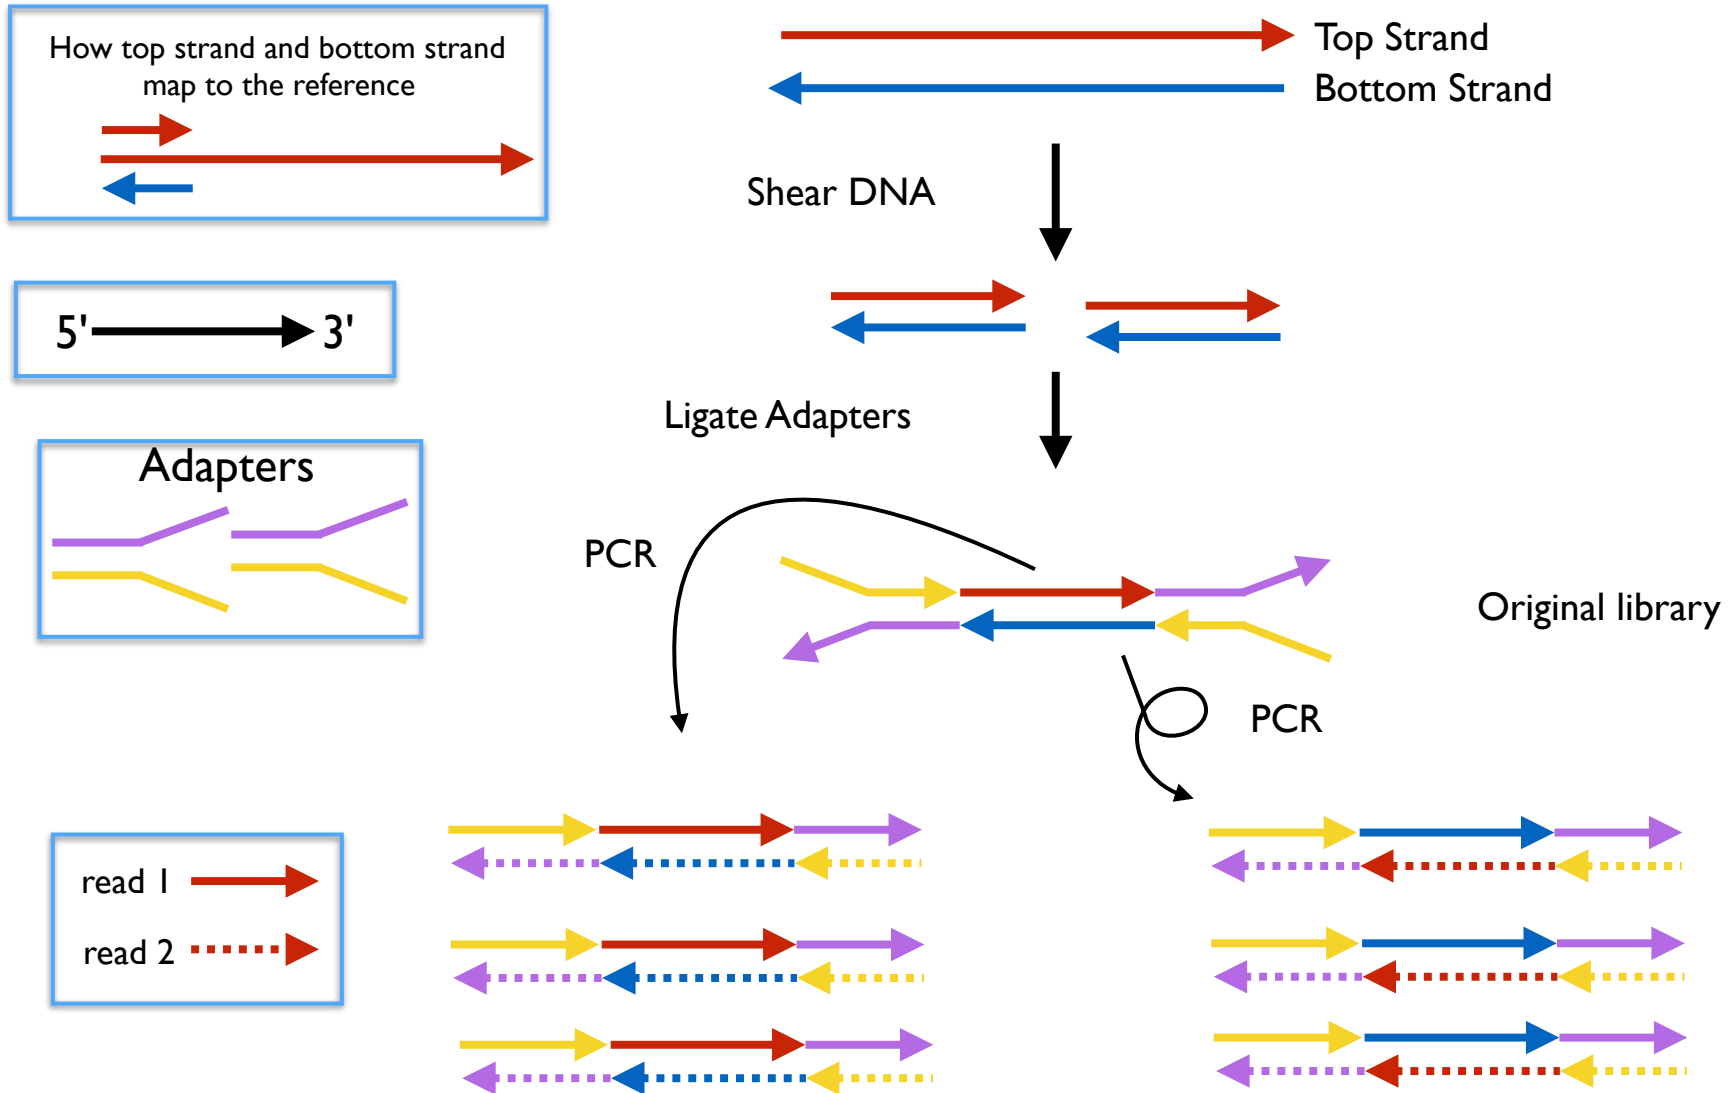 How top strand and bottom strand
map to the reference
Top Strand
Bottom Strand
Shear DNA
5' 3'
Ligate Adapters
Adapters
PCR
Original library
PCR
read 1
read 2